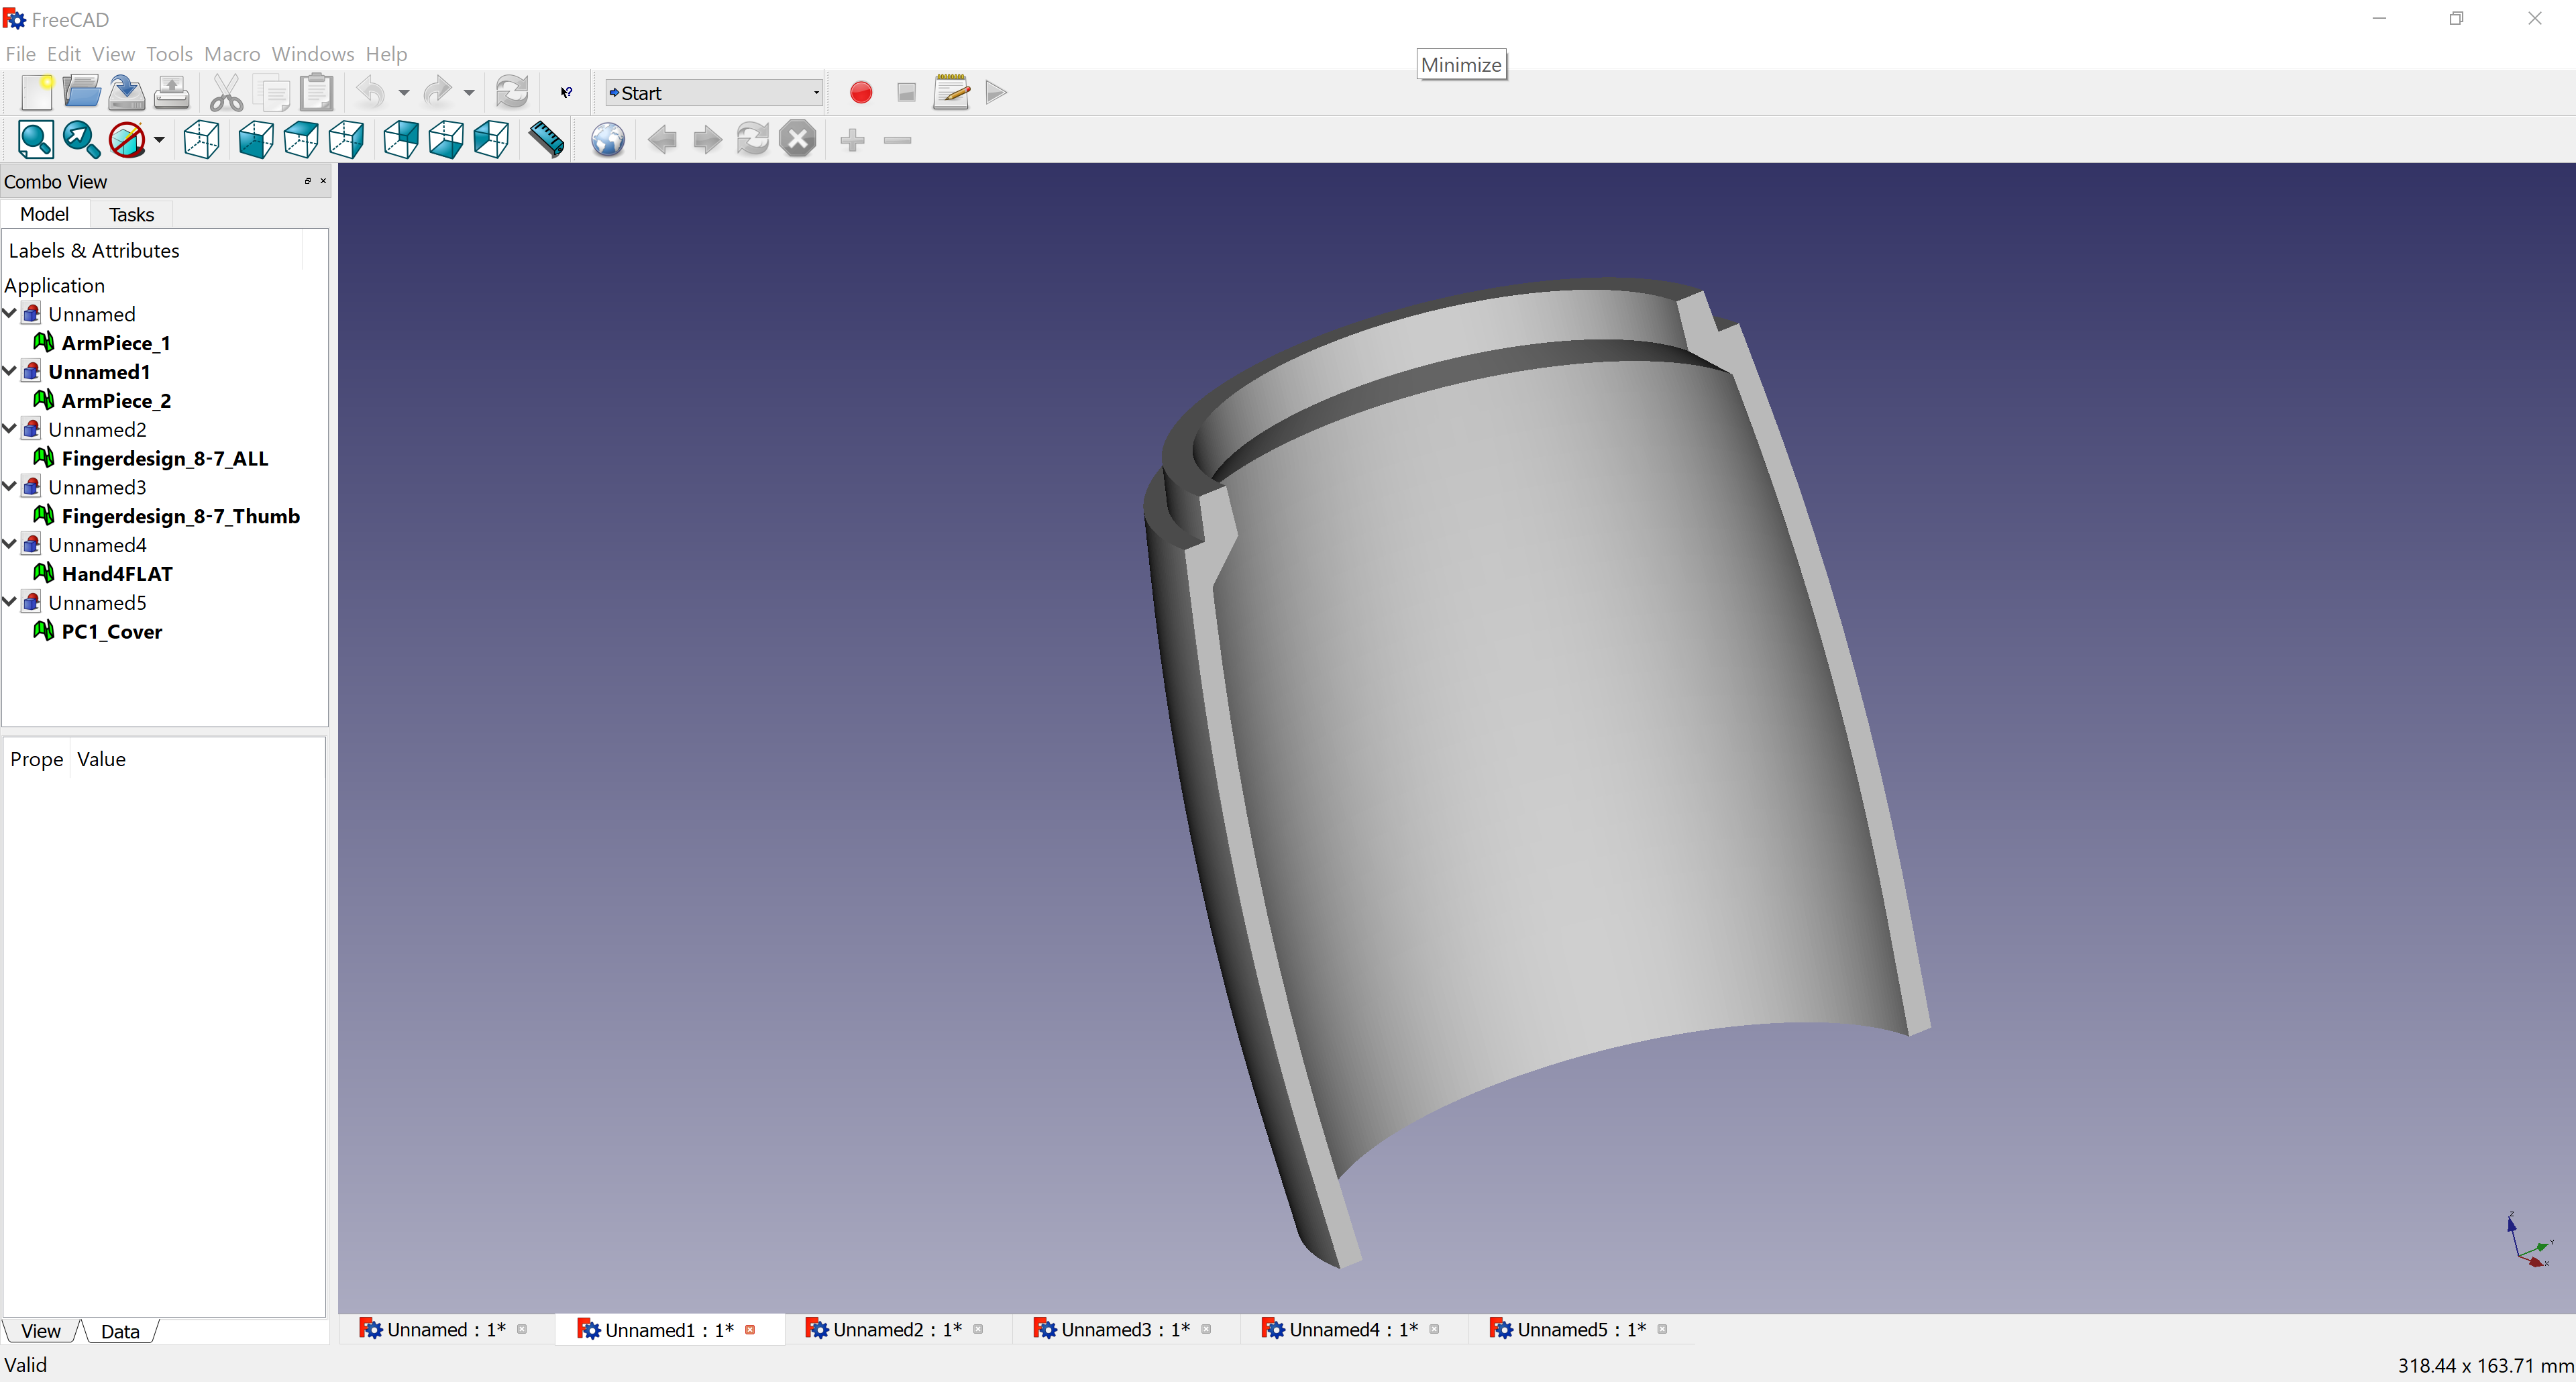 FreeCAD
File Edit View Tools Macro Windows Help
Minimize
Start
Combo View
Model Tasks
Labels & Attributes
Application
Unnamed
ArmPiece_1
Unnamed1
ArmPiece_2
Unnamed2
Fingerdesign_8-7_ALL
Unnamed3
Fingerdesign_8-7_Thumb
Unnamed4
Hand4FLAT
Unnamed5
PC1_Cover
Prope Value
Z
Y
X
View Data
Unnamed : 1* Unnamed1 : 1* Unnamed2 : 1* Unnamed3 : 1* Unnamed4 : 1* Unnamed5 : 1*
Valid
318.44 x 163.71 mm